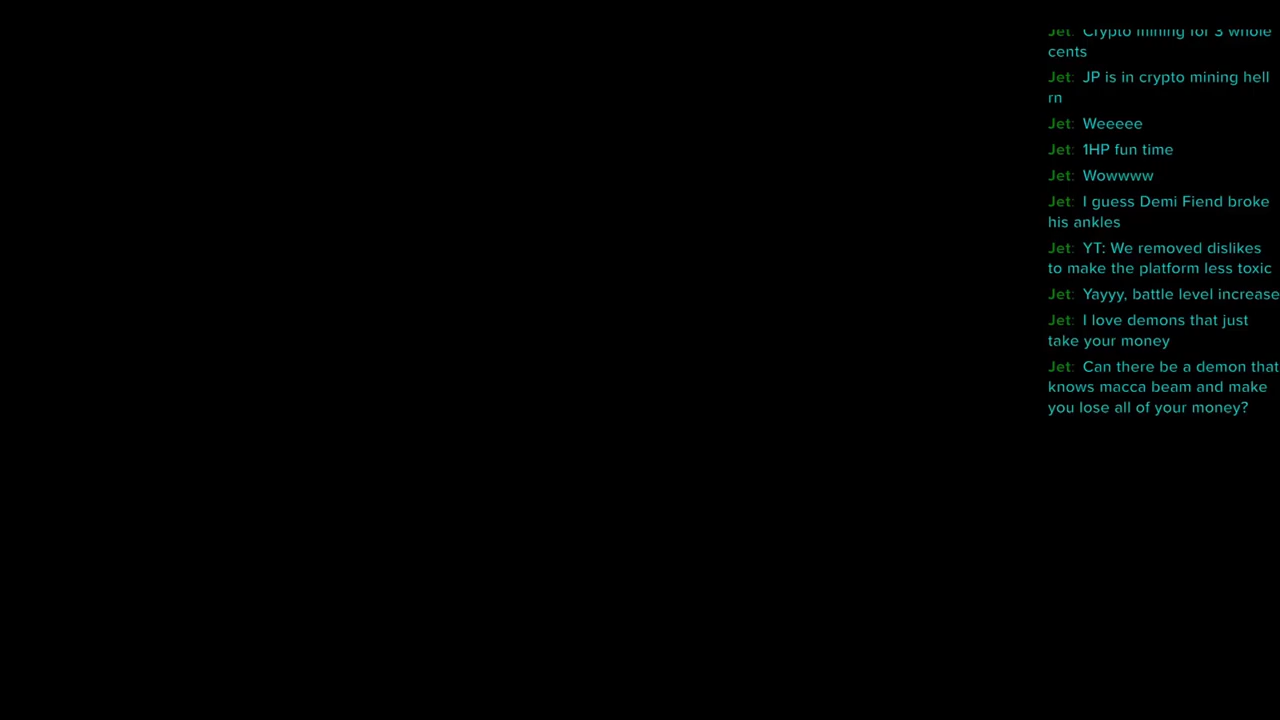 Jet: Crypto mining for 3 whole
cents
Jet: JP is in crypto mining hell
rn
Jet: Weeeee
Jet: 1HP fun time
Jet: Wowwww
Jet: I guess Demi Fiend broke
his ankles
Jet: YT: We removed dislikes
to make the platform less toxic
Jet: Yayyy, battle level increase
Jet: I love demons that just
take your money
Jet: Can there be a demon that
knows macca beam and make
you lose all of your money?